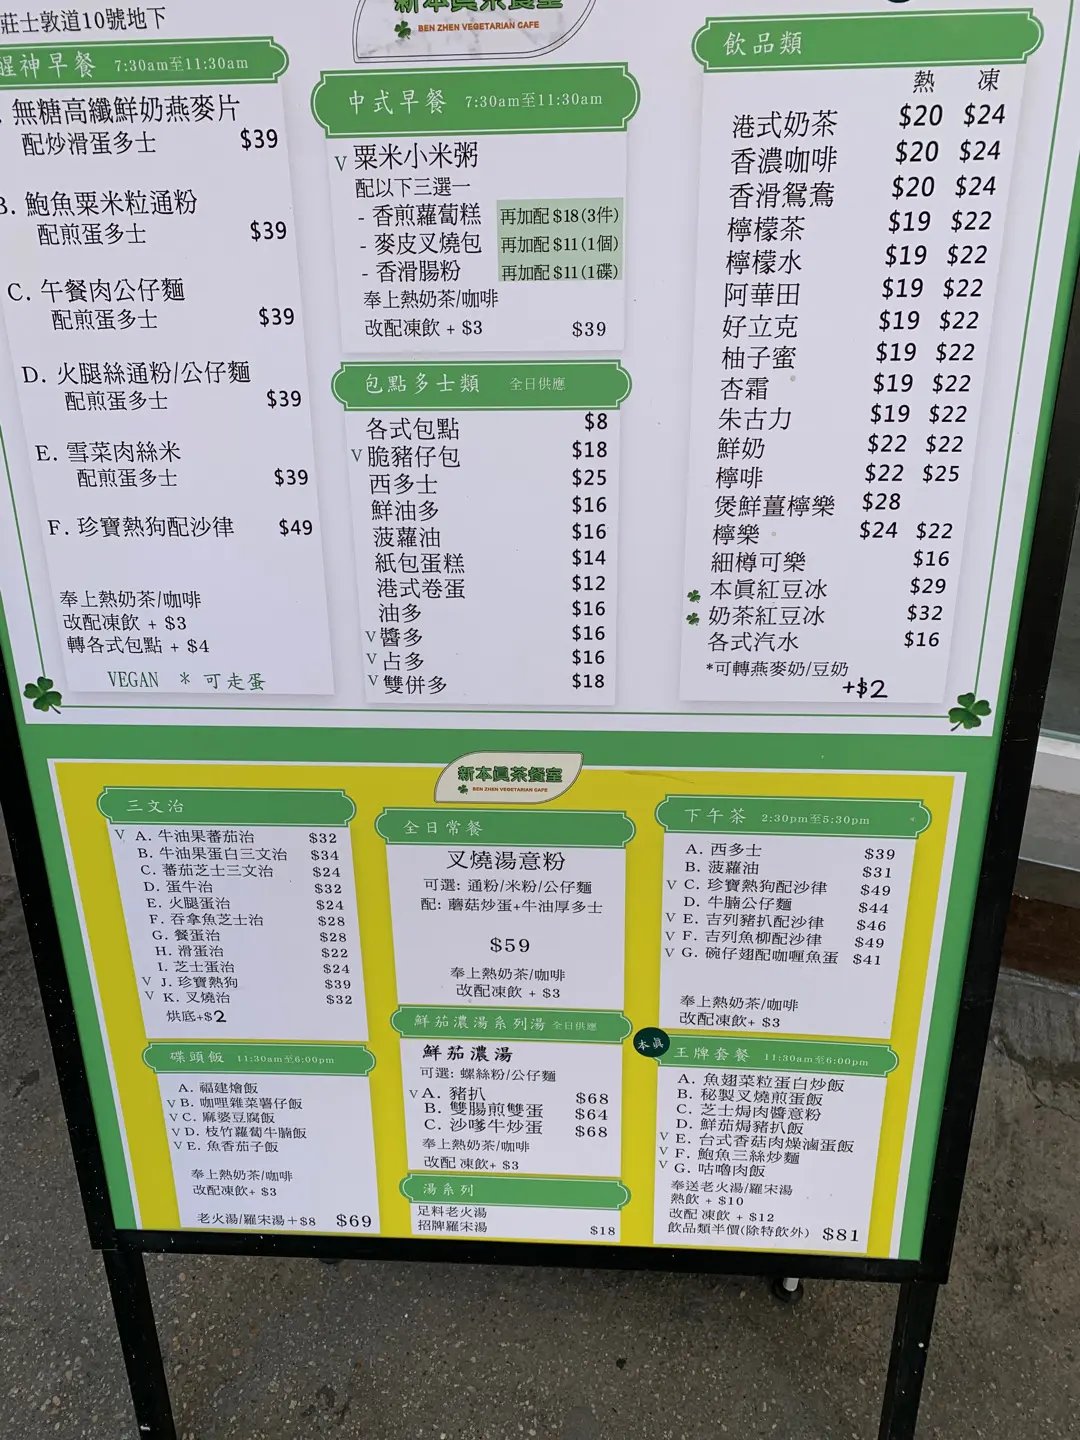 莊士敦道10號地下
新本真茶餐室
BEN ZHEN VEGETARIAN CAFE
醒神早餐 7:30am至11:30am
無糖高纖鮮奶燕麥片
配炒滑蛋多士 $39
B. 鮑魚粟米粒通粉
配煎蛋多士 $39
C. 午餐肉公仔麵
配煎蛋多士 $39
D. 火腿絲通粉/公仔麵
配煎蛋多士 $39
E. 雪菜肉絲米
配煎蛋多士 $39
F. 珍寶熱狗配沙律 $49
奉上熱奶茶/咖啡
改配凍飲 + $3
轉各式包點 + $4
VEGAN * 可走蛋
中式早餐 7:30am至11:30am
V 粟米小米粥
配以下三選一
- 香煎蘿蔔糕 再加配 $18(3件)
- 麥皮叉燒包 再加配 $11(1個)
- 香滑腸粉 再加配 $11(1碟)
奉上熱奶茶/咖啡
改配凍飲 + $3 $39
包點多士類 全日供應
各式包點 $8
V 脆豬仔包 $18
西多士 $25
鮮油多 $16
菠蘿油 $16
紙包蛋糕 $14
港式卷蛋 $12
油多 $16
V 醬多 $16
V 占多 $16
V 雙併多 $18
飲品類
熱 凍
港式奶茶 $20 $24
香濃咖啡 $20 $24
香滑鴛鴦 $20 $24
檸檬茶 $19 $22
檸檬水 $19 $22
阿華田 $19 $22
好立克 $19 $22
柚子蜜 $19 $22
杏霜 $19 $22
朱古力 $19 $22
鮮奶 $22 $22
檸啡 $22 $25
煲鮮薑檸樂 $28
檸樂 $24 $22
細樽可樂 $16
本眞紅豆冰 $29
奶茶紅豆冰 $32
各式汽水 $16
*可轉燕麥奶/豆奶
+$2
新本眞茶餐室
BEN ZHEN VEGETARIAN CAFE
三文治
V A. 牛油果蕃茄治 $32
B. 牛油果蛋白三文治 $34
C. 蕃茄芝士三文治 $24
D. 蛋牛治 $32
E. 火腿蛋治 $24
F. 吞拿魚芝士治 $28
G. 餐蛋治 $28
H. 滑蛋治 $22
I. 芝士蛋治 $24
V J. 珍寶熱狗 $39
V K. 叉燒治 $32
烘底+$2
碟頭飯 11:30am至6:00pm
A. 福建燴飯
V B. 咖哩雜菜薯仔飯
V C. 麻婆豆腐飯
V D. 枝竹蘿蔔牛腩飯
V E. 魚香茄子飯
奉上熱奶茶/咖啡
改配凍飲+ $3
老火湯/羅宋湯＋$8 $69
全日常餐
叉燒湯意粉
可選: 通粉/米粉/公仔麵
配: 蘑菇炒蛋+牛油厚多士
$59
奉上熱奶茶/咖啡
改配凍飲 + $3
鮮茄濃湯系列湯 全日供應
鮮茄濃湯
可選: 螺絲粉/公仔麵
V A. 豬扒 $68
B. 雙腸煎雙蛋 $64
C. 沙嗲牛炒蛋 $68
奉上熱奶茶/咖啡
改配 凍飲+ $3
湯系列
足料老火湯
招牌羅宋湯 $18
下午茶 2:30pm至5:30pm
A. 西多士 $39
B. 菠蘿油 $31
V C. 珍寶熱狗配沙律 $49
D. 牛腩公仔麵 $44
V E. 吉列豬扒配沙律 $46
V F. 吉列魚柳配沙律 $49
V G. 碗仔翅配咖喱魚蛋 $41
奉上熱奶茶/咖啡
改配凍飲+ $3
本眞
王牌套餐 11:30am至6:00pm
A. 魚翅菜粒蛋白炒飯
B. 秘製叉燒煎蛋飯
C. 芝士焗肉醬意粉
D. 鮮茄焗豬扒飯
V E. 台式香菇肉燥滷蛋飯
V F. 鮑魚三絲炒麵
V G. 咕嚕肉飯
奉送老火湯/羅宋湯
熱飲 + $10
改配 凍飲 + $12
飲品類半價(除特飲外) $81